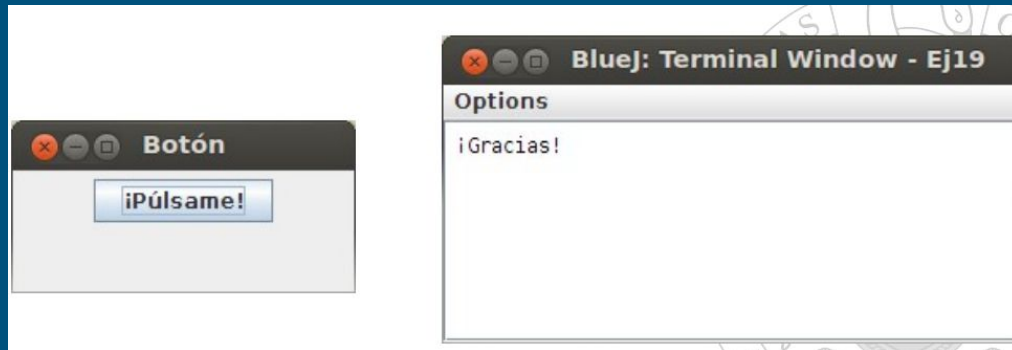 Botón
¡Púlsame!
BlueJ: Terminal Window - Ej19
Options
¡Gracias!